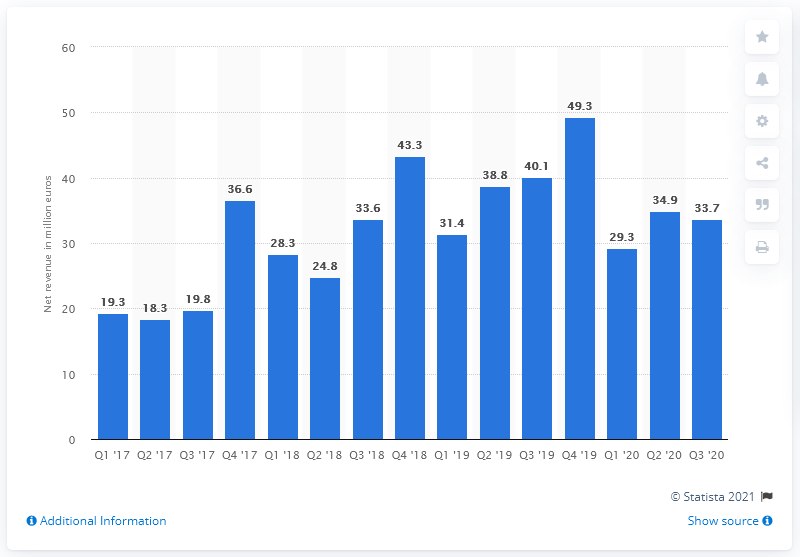 Net revenue in million euros
60
50
40
30
20
10
0
19.3 18.3 19.8 36.6 28.3 24.8 33.6 43.3 31.4 38.8 40.1 49.3 29.3 34.9 33.7
Q1 '17 Q2 '17 Q3 '17 Q4 '17 Q1 '18 Q2 '18 Q3 '18 Q4 '18 Q1 '19 Q2 '19 Q3 '19 Q4 '19 Q1 '20 Q2 '20 Q3 '20
© Statista 2021
Additional Information Show source